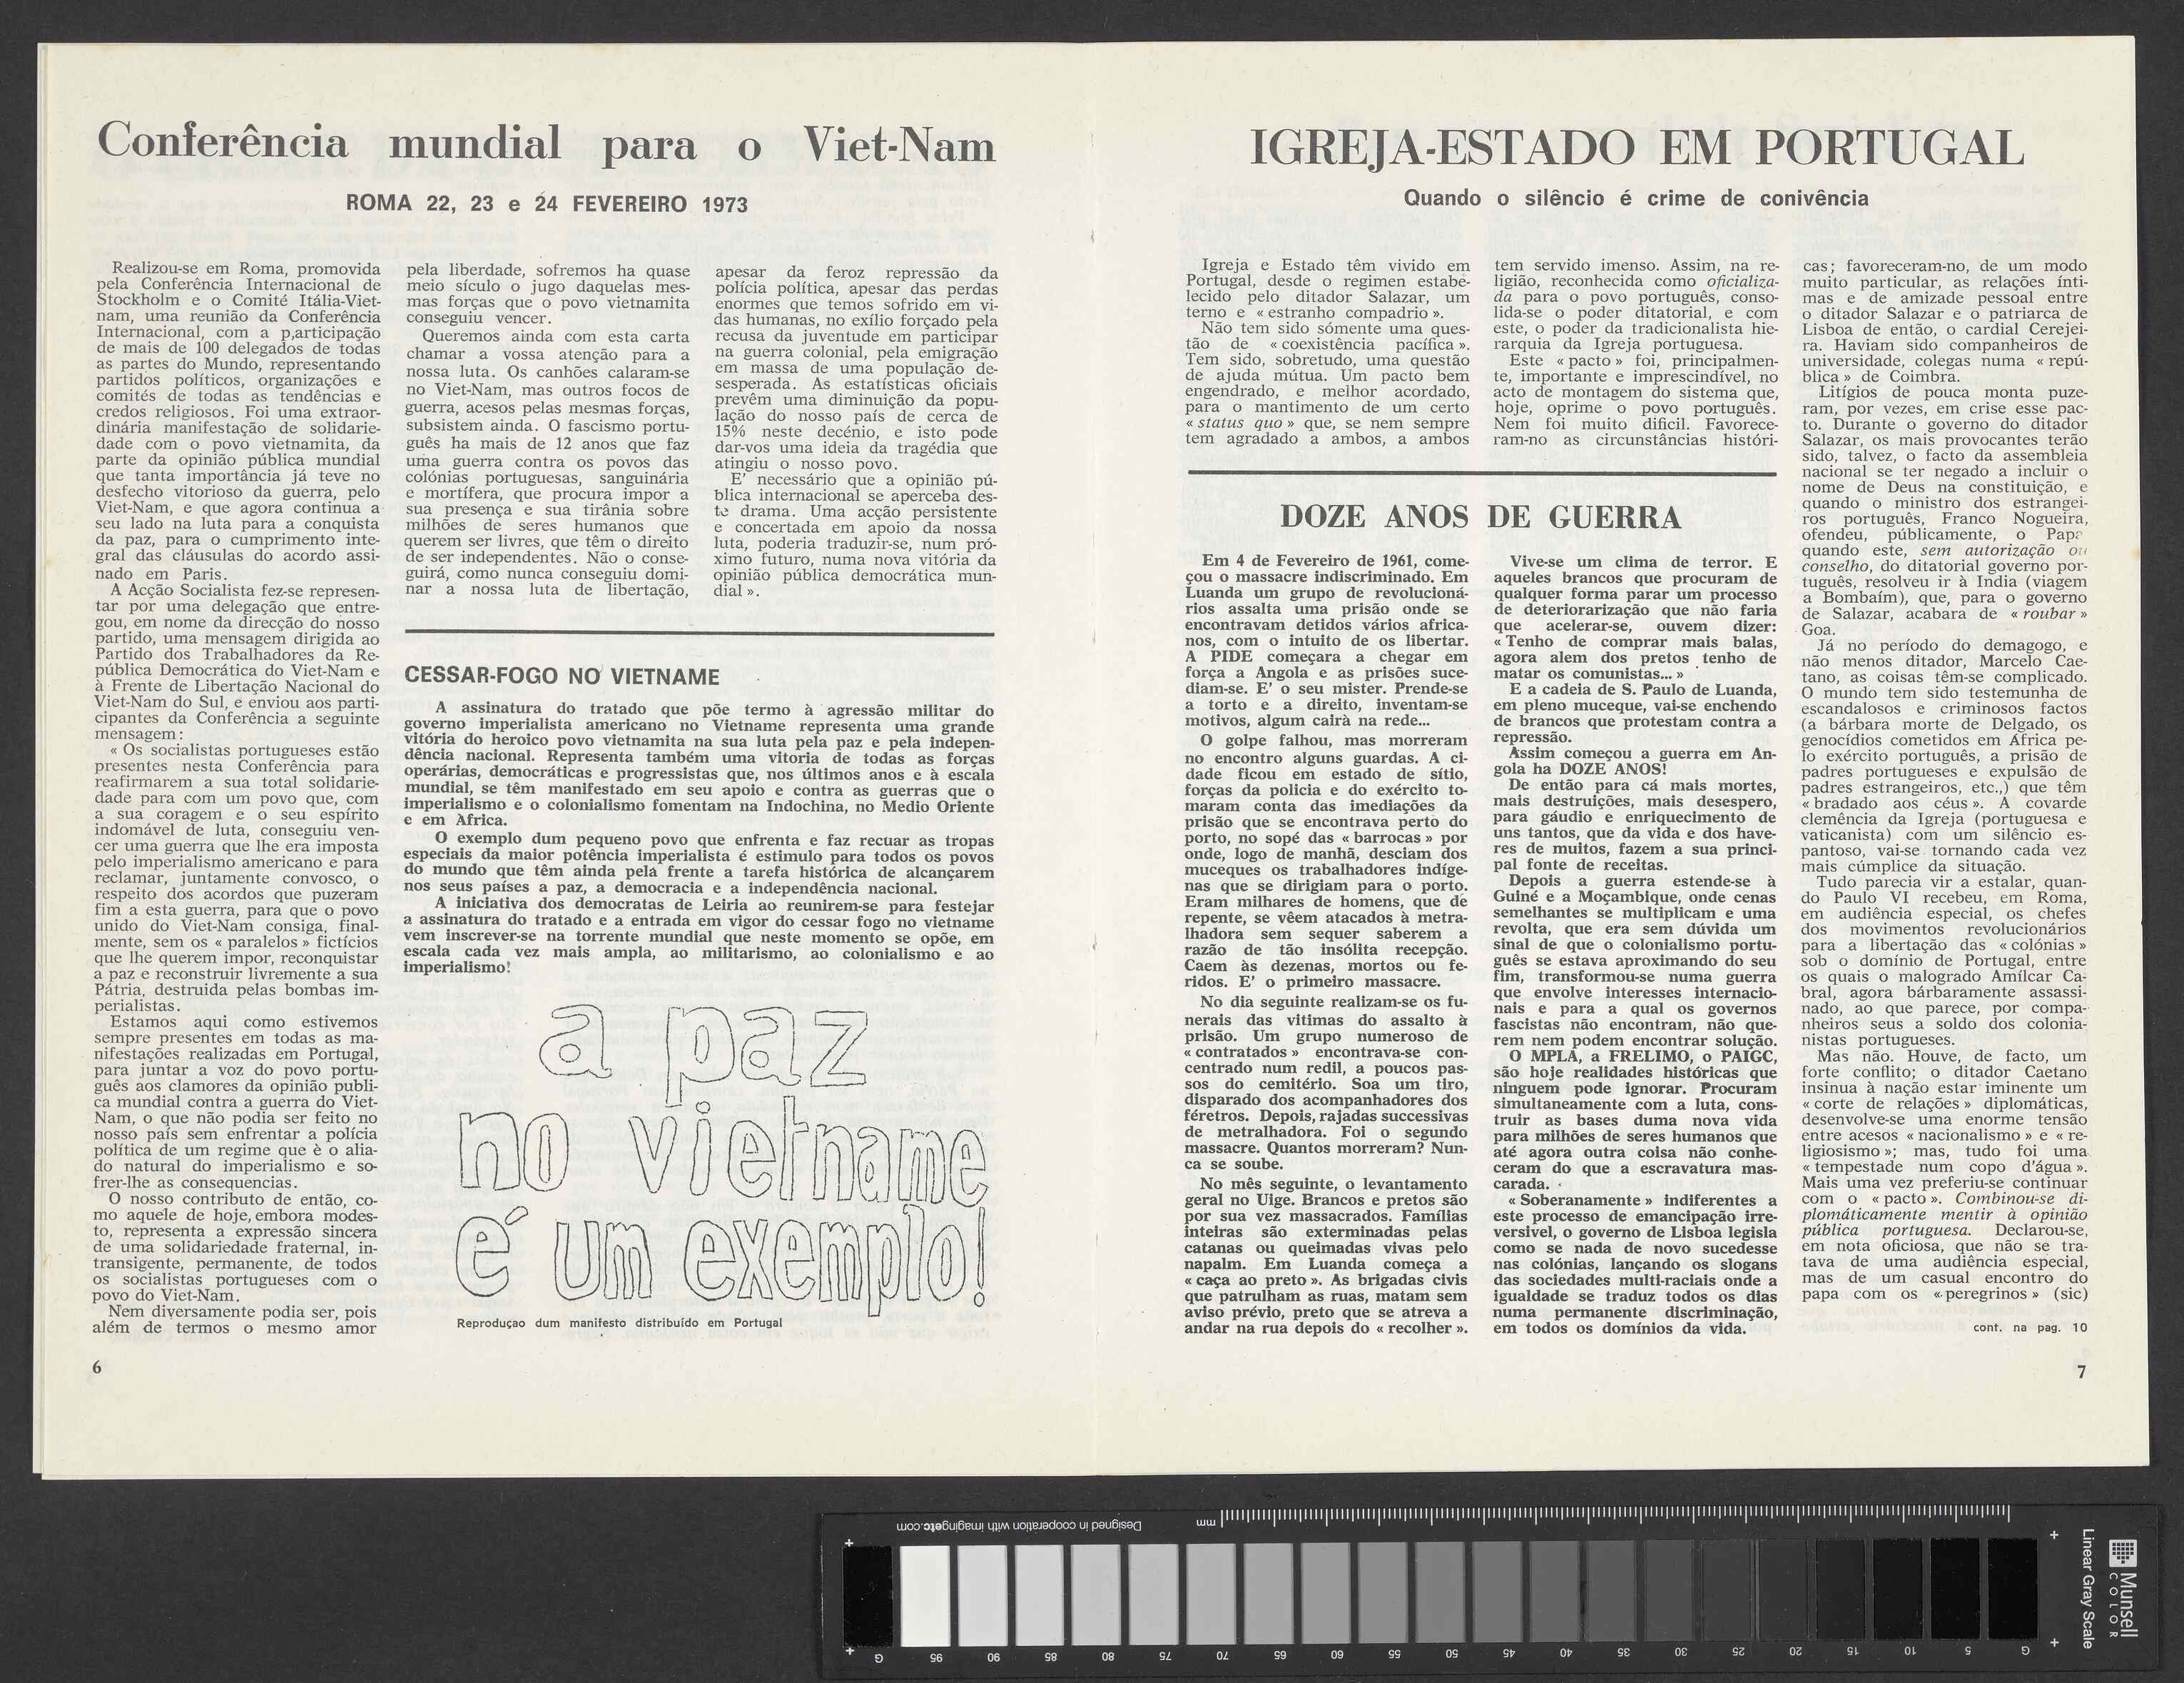 Conferência mundial para o Viet-Nam
ROMA 22, 23 e 24 FEVEREIRO 1973
Realizou-se em Roma, promovida
pela Conferência Internacional de
Stockholm e o Comité Itália-Viet-
nam, uma reunião da Conferência
Internacional, com a p,articipação
de mais de 100 delegados de todas
as partes do Mundo, representando
partidos políticos, organizações e
comités de todas as tendências e
credos religiosos. Foi uma extraor-
dinária manifestação de solidarie-
dade com o povo vietnamita, da
parte da opinião pública mundial
que tanta importância já teve no
desfecho vitorioso da guerra, pelo
Viet-Nam, e que agora continua a
seu lado na luta para a conquista
da paz, para o cumprimento inte-
gral das cláusulas do acordo assi-
nado em Paris.
A Acção Socialista fez-se represen-
tar por uma delegação que entre-
gou, em nome da direcção do nosso
partido, uma mensagem dirigida ao
Partido dos Trabalhadores da Re-
pública Democrática do Viet-Nam e
à Frente de Libertação Nacional do
Viet-Nam do Sul, e enviou aos parti-
cipantes da Conferência a seguinte
mensagem:
« Os socialistas portugueses estão
presentes nesta Conferência para
reafirmarem a sua total solidarie-
dade para com um povo que, com
a sua coragem e o seu espírito
indomável de luta, conseguiu ven-
cer uma guerra que lhe era imposta
pelo imperialismo americano e para
reclamar, juntamente convosco, o
respeito dos acordos que puzeram
fim a esta guerra, para que o povo
unido do Viet-Nam consiga, final-
mente, sem os « paralelos » fictícios
que lhe querem impor, reconquistar
a paz e reconstruir livremente a sua
Pátria, destruida pelas bombas im-
perialistas.
Estamos aqui como estivemos
sempre presentes em todas as ma-
nifestações realizadas em Portugal,
para juntar a voz do povo portu-
guês aos clamores da opinião publi-
ca mundial contra a guerra do Viet-
Nam, o que não podia ser feito no
nosso país sem enfrentar a polícia
política de um regime que è o alia-
do natural do imperialismo e so-
frer-lhe as consequencias.
O nosso contributo de então, co-
mo aquele de hoje, embora modes-
to, representa a expressão sincera
de uma solidariedade fraternal, in-
transigente, permanente, de todos
os socialistas portugueses com o
povo do Viet-Nam.
Nem diversamente podia ser, pois
além de termos o mesmo amor
pela liberdade, sofremos ha quase
meio sículo o jugo daquelas mes-
mas forças que o povo vietnamita
conseguiu vencer.
Queremos ainda com esta carta
chamar a vossa atenção para a
nossa luta. Os canhões calaram-se
no Viet-Nam, mas outros focos de
guerra, acesos pelas mesmas forças,
subsistem ainda. O fascismo portu-
guês ha mais de 12 anos que faz
uma guerra contra os povos das
colónias portuguesas, sanguinária
e mortífera, que procura impor a
sua presença e sua tirânia sobre
milhões de seres humanos que
querem ser livres, que têm o direito
de ser independentes. Não o conse-
guirá, como nunca conseguiu domi-
nar a nossa luta de libertação,
apesar da feroz repressão da
polícia política, apesar das perdas
enormes que temos sofrido em vi-
das humanas, no exílio forçado pela
recusa da juventude em participar
na guerra colonial, pela emigração
em massa de uma população de-
sesperada. As estatísticas oficiais
prevêm uma diminuição da popu-
lação do nosso país de cerca de
15% neste decénio, e isto pode
dar-vos uma ideia da tragédia que
atingiu o nosso povo.
E' necessário que a opinião pú-
blica internacional se aperceba des-
te drama. Uma acção persistente
e concertada em apoio da nossa
luta, poderia traduzir-se, num pró-
ximo futuro, numa nova vitória da
opinião pública democrática mun-
dial ».
CESSAR-FOGO NO VIETNAME
A assinatura do tratado que põe termo à agressão militar do
governo imperialista americano no Vietname representa uma grande
vitória do heroico povo vietnamita na sua luta pela paz e pela indepen-
dência nacional. Representa também uma vitoria de todas as forças
operárias, democráticas e progressistas que, nos últimos anos e à escala
mundial, se têm manifestado em seu apoio e contra as guerras que o
imperialismo e o colonialismo fomentam na Indochina, no Medio Oriente
e em Africa.
O exemplo dum pequeno povo que enfrenta e faz recuar as tropas
especiais da maior potência imperialista é estimulo para todos os povos
do mundo que têm ainda pela frente a tarefa histórica de alcançarem
nos seus países a paz, a democracia e a independência nacional.
A iniciativa dos democratas de Leiria ao reunirem-se para festejar
a assinatura do tratado e a entrada em vigor do cessar fogo no vietname
vem inscrever-se na torrente mundial que neste momento se opõe, em
escala cada vez mais ampla, ao militarismo, ao colonialismo e ao
imperialismo!
a paz
no vietname
é um exemplo!
Reproduçao dum manifesto distribuído em Portugal
6
IGREJA-ESTADO EM PORTUGAL
Quando o silêncio é crime de conivência
Igreja e Estado têm vivido em
Portugal, desde o regimen estabe-
lecido pelo ditador Salazar, um
terno e « estranho compadrio ».
Não tem sido sómente uma ques-
tão de « coexistência pacífica ».
Tem sido, sobretudo, uma questão
de ajuda mútua. Um pacto bem
engendrado, e melhor acordado,
para o mantimento de um certo
« status quo » que, se nem sempre
tem agradado a ambos, a ambos
tem servido imenso. Assim, na re-
ligião, reconhecida como oficializa-
da para o povo português, conso-
lida-se o poder ditatorial, e com
este, o poder da tradicionalista hie-
rarquia da Igreja portuguesa.
Este « pacto » foi, principalmen-
te, importante e imprescindível, no
acto de montagem do sistema que,
hoje, oprime o povo português.
Nem foi muito difícil. Favorece-
ram-no as circunstâncias históri-
cas; favoreceram-no, de um modo
muito particular, as relações ínti-
mas e de amizade pessoal entre
o ditador Salazar e o patriarca de
Lisboa de então, o cardial Cerejei-
ra. Haviam sido companheiros de
universidade, colegas numa « repú-
blica » de Coimbra.
Litígios de pouca monta puze-
ram, por vezes, em crise esse pac-
to. Durante o governo do ditador
Salazar, os mais provocantes terão
sido, talvez, o facto da assembleia
nacional se ter negado a incluir o
nome de Deus na constituição, e
quando o ministro dos estrangei-
ros português, Franco Nogueira,
ofendeu, públicamente, o Papa
quando este, sem autorização ou
conselho, do ditatorial governo por-
tuguês, resolveu ir à India (viagem
a Bombaím), que, para o governo
de Salazar, acabara de « roubar »
Goa.
Já no período do demagogo, e
não menos ditador, Marcelo Cae-
tano, as coisas têm-se complicado.
O mundo tem sido testemunha de
escandalosos e criminosos factos
(a bárbara morte de Delgado, os
genocídios cometidos em África pe-
lo exército português, a prisão de
padres portugueses e expulsão de
padres estrangeiros, etc.,) que têm
« bradado aos céus ». A covarde
clemência da Igreja (portuguesa e
vaticanista) com um silêncio es-
pantoso, vai-se tornando cada vez
mais cúmplice da situação.
Tudo parecia vir a estalar, quan-
do Paulo VI recebeu, em Roma,
em audiência especial, os chefes
dos movimentos revolucionários
para a libertação das « colónias »
sob o domínio de Portugal, entre
os quais o malogrado Amílcar Ca-
bral, agora bárbaramente assassi-
nado, ao que parece, por compa-
nheiros seus a soldo dos colonia-
nistas portugueses.
Mas não. Houve, de facto, um
forte conflito; o ditador Caetano
insinua à nação estar iminente um
« corte de relações » diplomáticas,
desenvolve-se uma enorme tensão
entre acesos « nacionalismo » e « re-
ligiosismo »; mas, tudo foi uma
« tempestade num copo d'água ».
Mais uma vez preferiu-se continuar
com o « pacto ». Combinou-se di-
plomáticamente mentir à opinião
pública portuguesa. Declarou-se,
em nota oficiosa, que não se tra-
tava de uma audiência especial,
mas de um casual encontro do
papa com os « peregrinos » (sic)
cont. na pag. 10
DOZE ANOS DE GUERRA
Em 4 de Fevereiro de 1961, come-
çou o massacre indiscriminado. Em
Luanda um grupo de revolucioná-
rios assalta uma prisão onde se
encontravam detidos vários africa-
nos, com o intuito de os libertar.
A PIDE começara a chegar em
força a Angola e as prisões suce-
diam-se. E' o seu mister. Prende-se
a torto e a direito, inventam-se
motivos, algum cairà na rede...
O golpe falhou, mas morreram
no encontro alguns guardas. A ci-
dade ficou em estado de sítio,
forças da policia e do exército to-
maram conta das imediações da
prisão que se encontrava perto do
porto, no sopé das « barrocas » por
onde, logo de manhã, desciam dos
muceques os trabalhadores indíge-
nas que se dirigiam para o porto.
Eram milhares de homens, que de
repente, se vêem atacados à metra-
lhadora sem sequer saberem a
razão de tão insólita recepção.
Caem às dezenas, mortos ou fe-
ridos. E' o primeiro massacre.
No dia seguinte realizam-se os fu-
nerais das vitimas do assalto à
prisão. Um grupo numeroso de
« contratados » encontrava-se con-
centrado num redil, a poucos pas-
sos do cemitério. Soa um tiro,
disparado dos acompanhadores dos
féretros. Depois, rajadas successivas
de metralhadora. Foi o segundo
massacre. Quantos morreram? Nun-
ca se soube.
No mês seguinte, o levantamento
geral no Uige. Brancos e pretos são
por sua vez massacrados. Famílias
inteiras são exterminadas pelas
catanas ou queimadas vivas pelo
napalm. Em Luanda começa a
« caça ao preto ». As brigadas civis
que patrulham as ruas, matam sem
aviso prévio, preto que se atreva a
andar na rua depois do « recolher ».
Vive-se um clima de terror. E
aqueles brancos que procuram de
qualquer forma parar um processo
de deteriorarização que não faria
que acelerar-se, ouvem dizer:
« Tenho de comprar mais balas,
agora alem dos pretos tenho de
matar os comunistas... »
E a cadeia de S. Paulo de Luanda,
em pleno muceque, vai-se enchendo
de brancos que protestam contra a
repressão.
Assim começou a guerra em An-
gola ha DOZE ANOS!
De então para cá mais mortes,
mais destruições, mais desespero,
para gáudio e enriquecimento de
uns tantos, que da vida e dos have-
res de muitos, fazem a sua princi-
pal fonte de receitas.
Depois a guerra estende-se à
Guiné e a Moçambique, onde cenas
semelhantes se multiplicam e uma
revolta, que era sem dúvida um
sinal de que o colonialismo portu-
guês se estava aproximando do seu
fim, transformou-se numa guerra
que envolve interesses internacio-
nais e para a qual os governos
fascistas não encontram, não que-
rem nem podem encontrar solução.
O MPLA, a FRELIMO, o PAIGC,
são hoje realidades históricas que
ninguem pode ignorar. Procuram
simultaneamente com a luta, cons-
truir as bases duma nova vida
para milhões de seres humanos que
até agora outra coisa não conhe-
ceram do que a escravatura mas-
carada.
« Soberanamente » indiferentes a
este processo de emancipação irre-
versivel, o governo de Lisboa legisla
como se nada de novo sucedesse
nas colónias, lançando os slogans
das sociedades multi-raciais onde a
igualdade se traduz todos os dias
numa permanente discriminação,
em todos os domínios da vida.
7
Designed in cooperation with imagingetc.com
mm
G 95 90 85 80 75 70 65 60 55 50 45 40 35 30 25 20 15 10 5 G
Linear Gray Scale
Munsell
COLOR